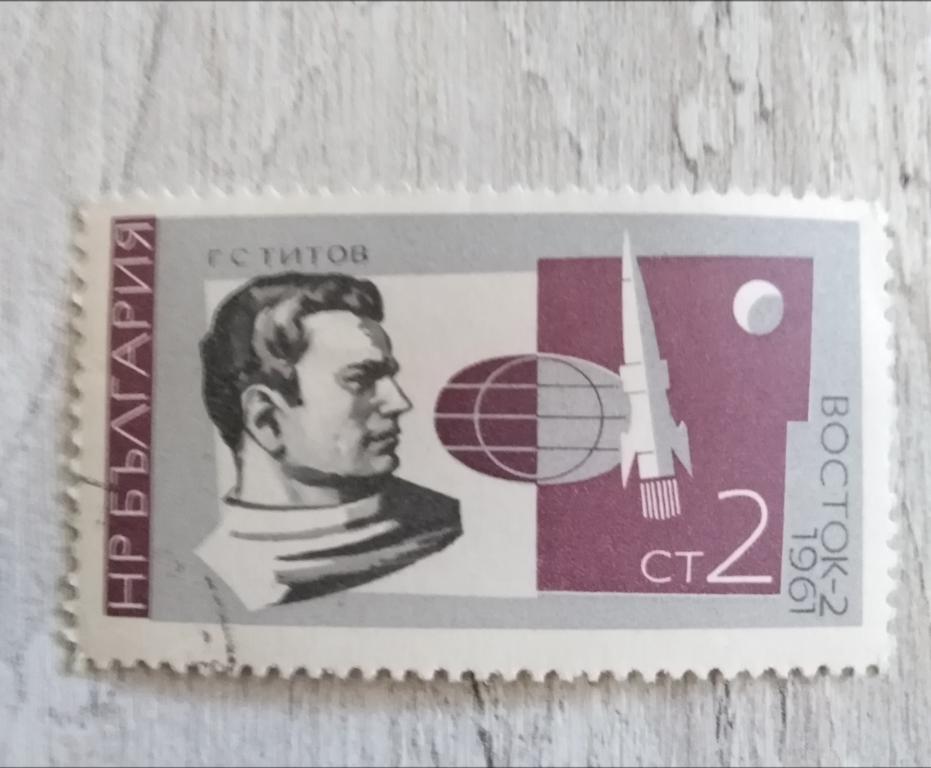 НР БЪЛГАРИЯ
Г С ТИТОВ
ВОСТОК-2
1961
СТ 2